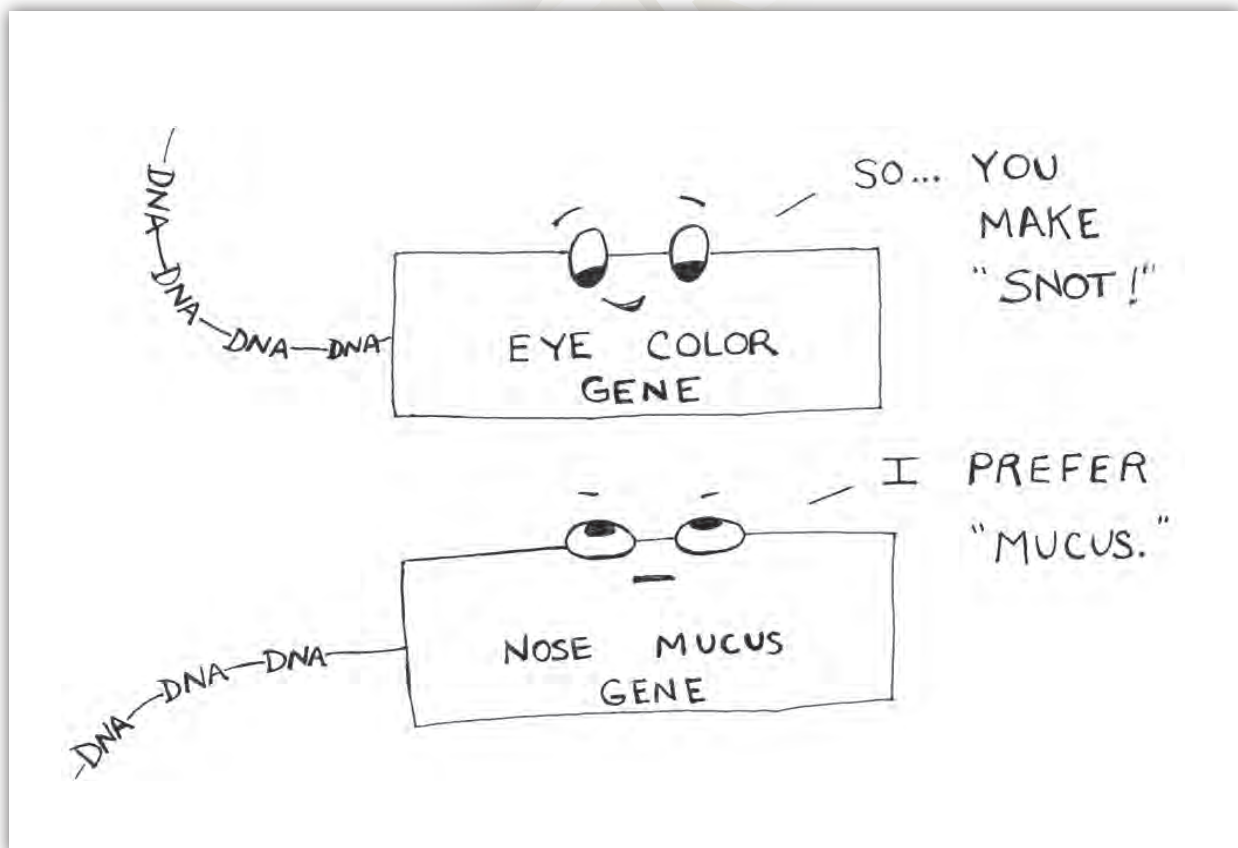 SO... YOU
MAKE
"SNOT!"
DNA
DNA
DNA
DNA
EYE COLOR
GENE
I PREFER
"MUCUS."
NOSE MUCUS
GENE
DNA
DNA
DNA